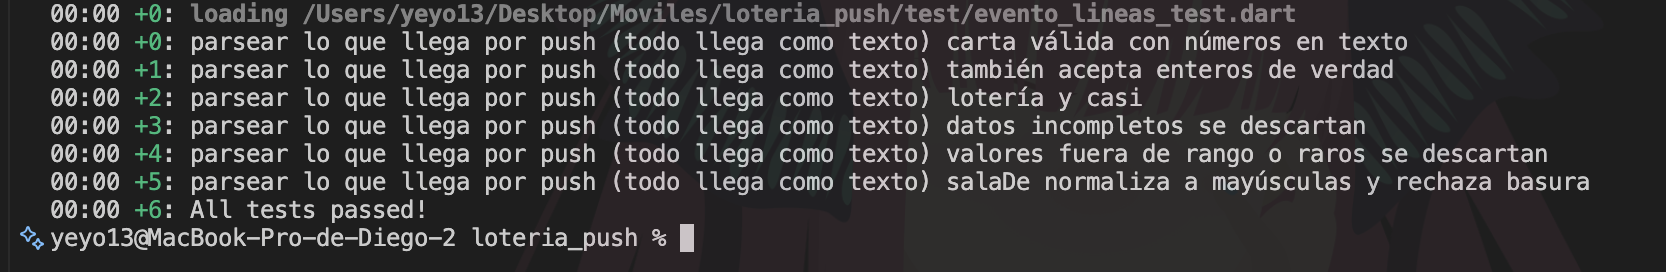 00:00 +0: loading /Users/yeyo13/Desktop/Moviles/loteria_push/test/evento_lineas_test.dart
00:00 +0: parsear lo que llega por push (todo llega como texto) carta válida con números en texto
00:00 +1: parsear lo que llega por push (todo llega como texto) también acepta enteros de verdad
00:00 +2: parsear lo que llega por push (todo llega como texto) lotería y casi
00:00 +3: parsear lo que llega por push (todo llega como texto) datos incompletos se descartan
00:00 +4: parsear lo que llega por push (todo llega como texto) valores fuera de rango o raros se descartan
00:00 +5: parsear lo que llega por push (todo llega como texto) salaDe normaliza a mayúsculas y rechaza basura
00:00 +6: All tests passed!
yeyo13@MacBook-Pro-de-Diego-2 loteria_push %